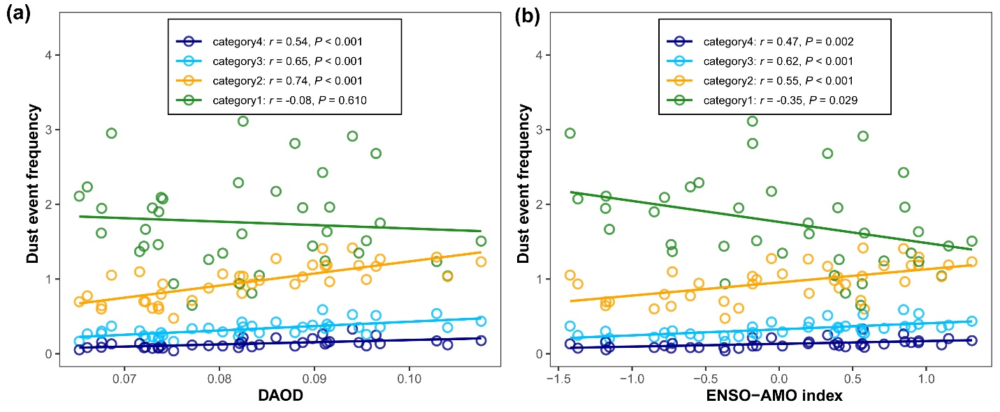 (a)
category4: r = 0.54, P < 0.001
category3: r = 0.65, P < 0.001
category2: r = 0.74, P < 0.001
category1: r = -0.08, P = 0.610
Dust event frequency
4
3
2
1
0
0.07 0.08 0.09 0.10
DAOD
(b)
category4: r = 0.47, P = 0.002
category3: r = 0.62, P < 0.001
category2: r = 0.55, P < 0.001
category1: r = -0.35, P = 0.029
Dust event frequency
4
3
2
1
0
−1.5 −1.0 −0.5 0.0 0.5 1.0
ENSO−AMO index